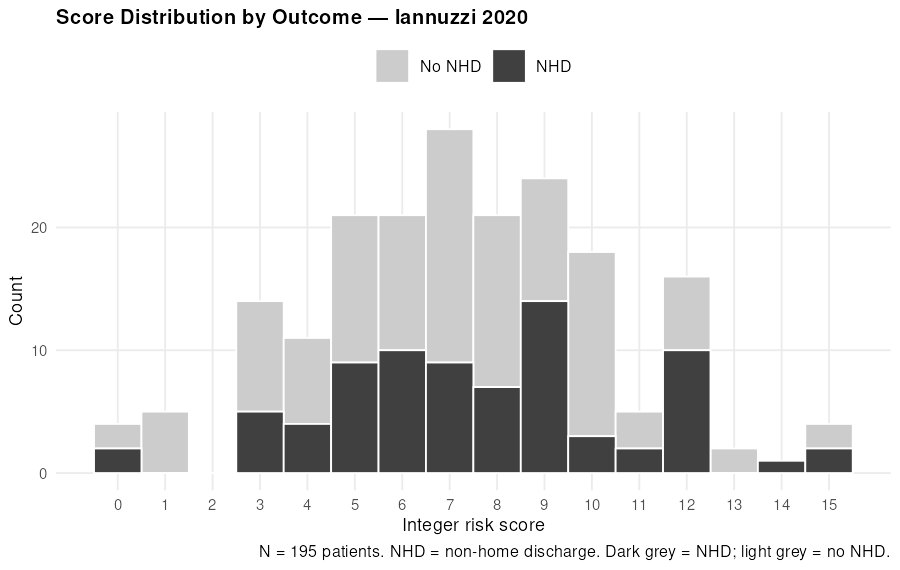 Score Distribution by Outcome — Iannuzzi 2020
No NHD NHD
Count
20
10
0
0 1 2 3 4 5 6 7 8 9 10 11 12 13 14 15
Integer risk score
N = 195 patients. NHD = non-home discharge. Dark grey = NHD; light grey = no NHD.